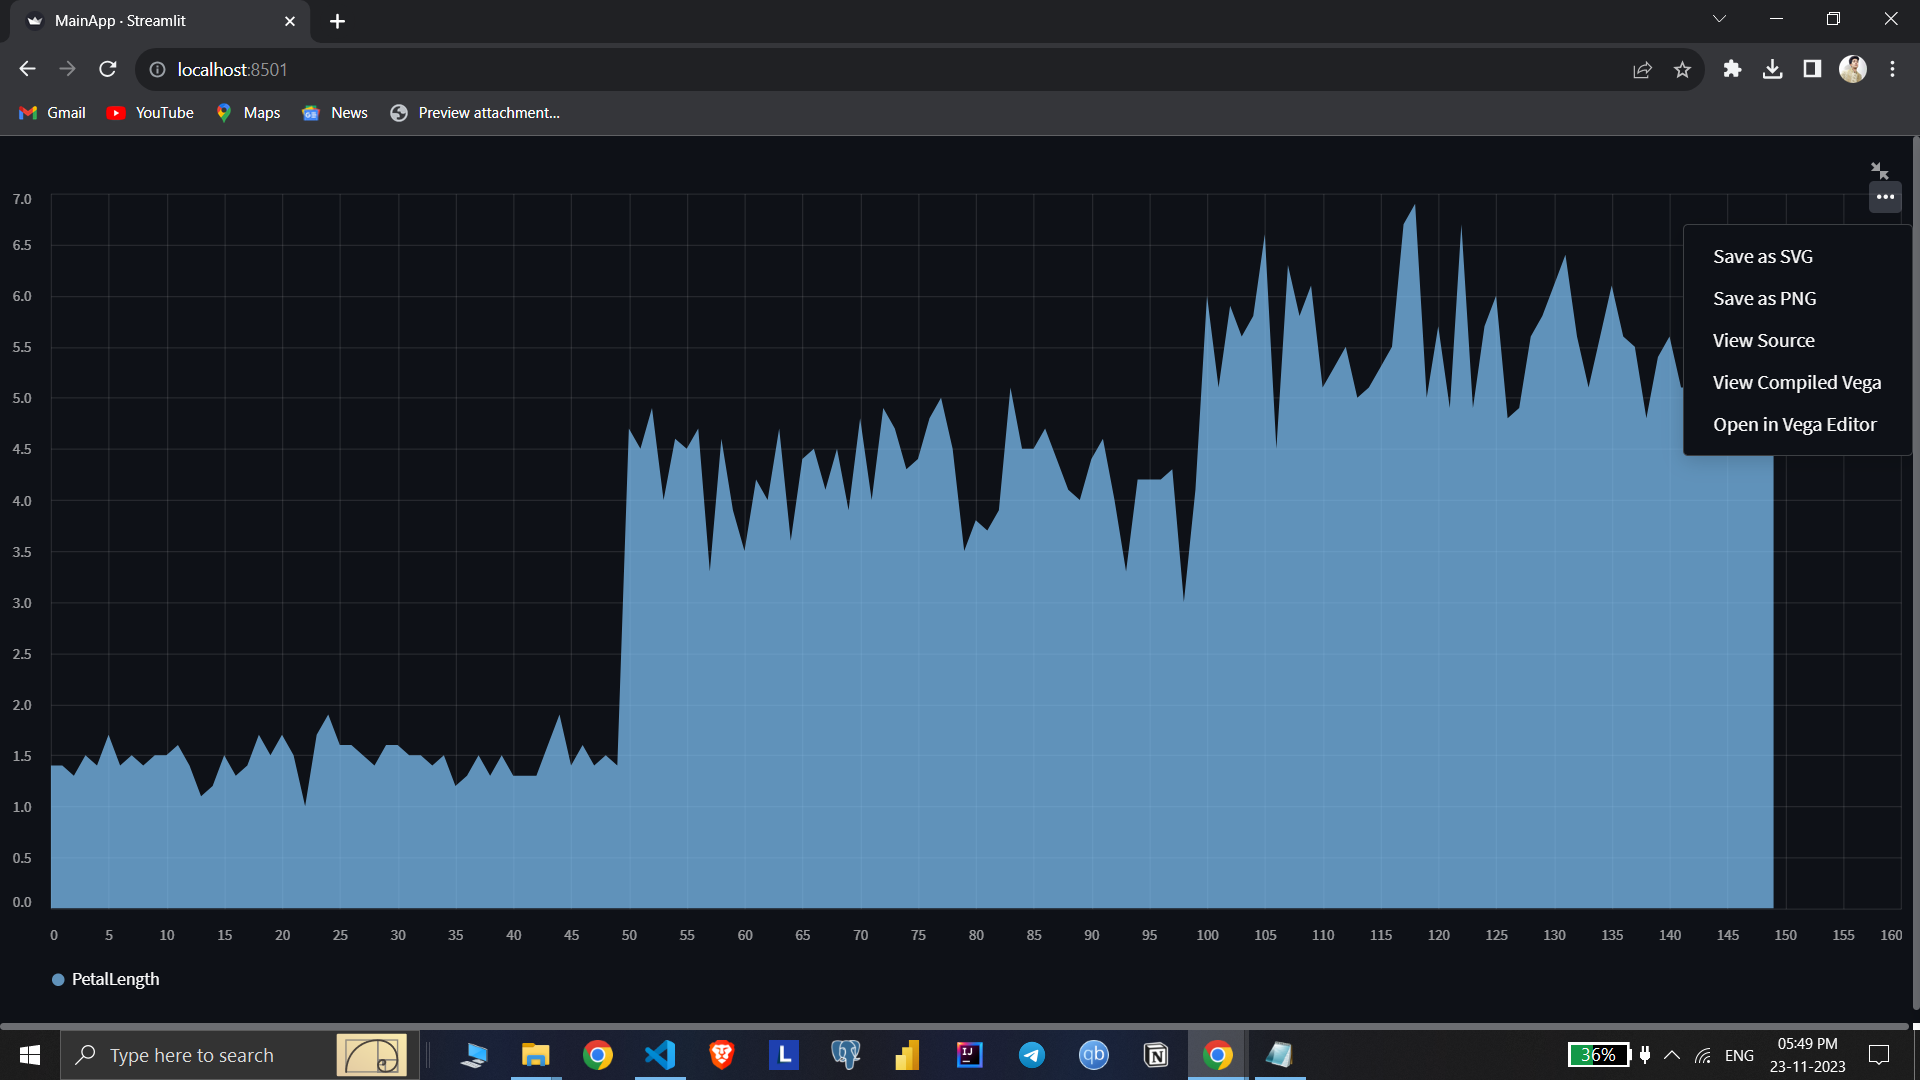 MainApp · Streamlit
localhost:8501
Gmail YouTube Maps News Preview attachment...
7.0
6.5
6.0
5.5
5.0
4.5
4.0
3.5
3.0
2.5
2.0
1.5
1.0
0.5
0.0
Save as SVG
Save as PNG
View Source
View Compiled Vega
Open in Vega Editor
0 5 10 15 20 25 30 35 40 45 50 55 60 65 70 75 80 85 90 95 100 105 110 115 120 125 130 135 140 145 150 155 160
PetalLength
Type here to search
L
IJ
qb
N
36%
ENG
05:49 PM
23-11-2023